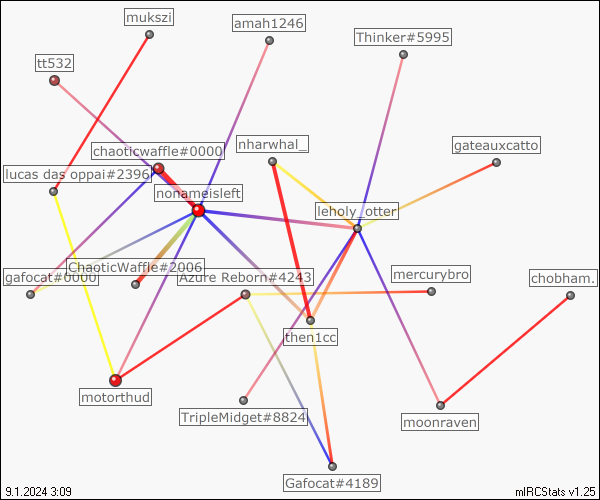 mukszi
amah1246
Thinker#5995
tt532
chaoticwaffle#0000
nharwhal_
gateauxcatto
lucas das oppai#2396
nonameisleft
leholy_otter
gafocat#0000
ChaoticWaffle#2006
Azure Reborn#4243
mercurybro
chobham.
then1cc
motorthud
TripleMidget#8824
moonraven
Gafocat#4189
9.1.2024 3:09
mIRCStats v1.25